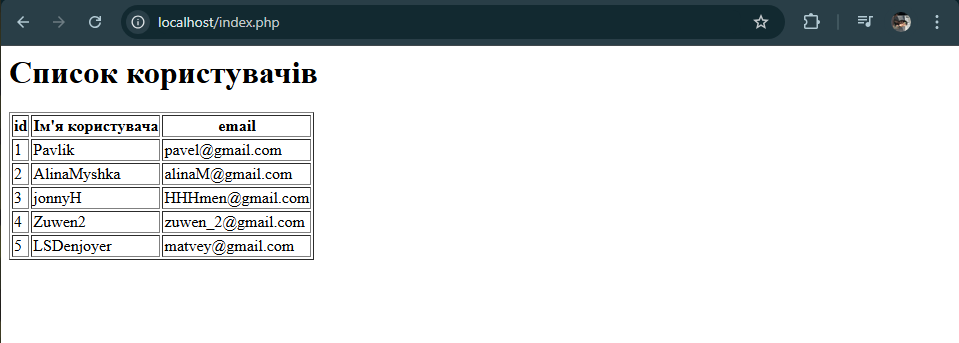 localhost/index.php
Список користувачів
id Ім'я користувача email
1 Pavlik pavel@gmail.com
2 AlinaMyshka alinaM@gmail.com
3 jonnyH HHHmen@gmail.com
4 Zuwen2 zuwen_2@gmail.com
5 LSDenjoyer matvey@gmail.com